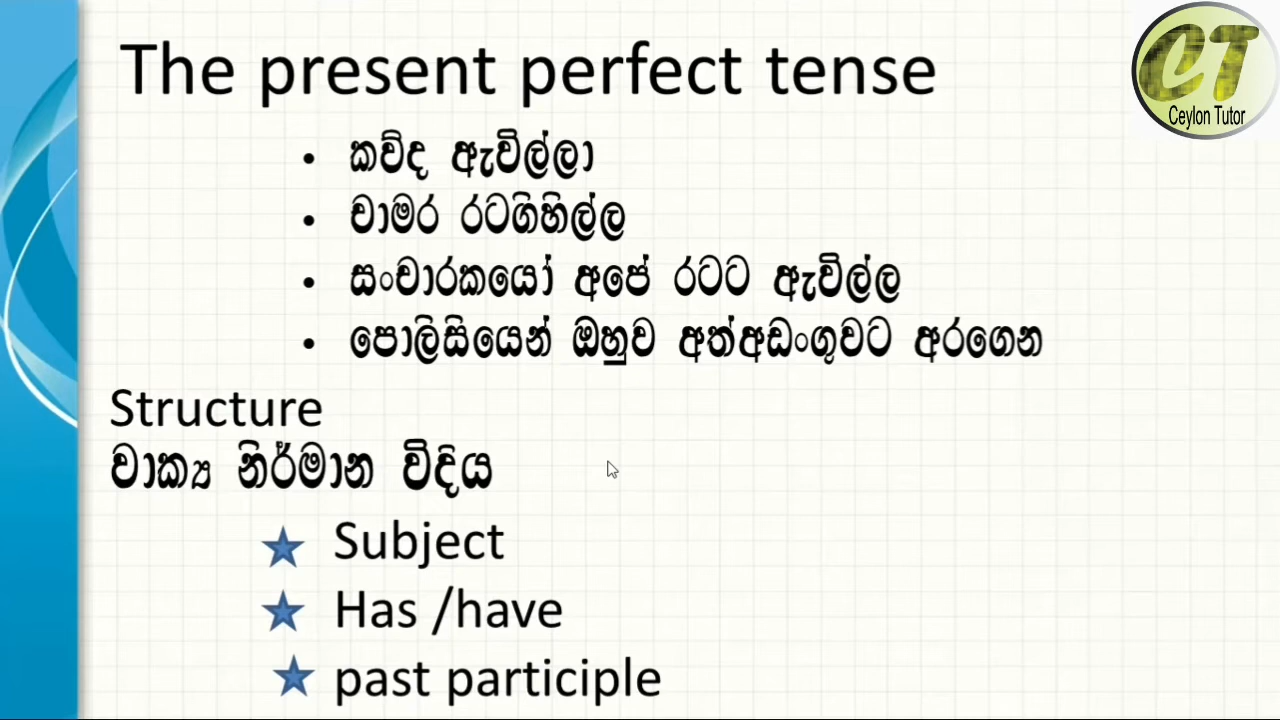 The present perfect tense
CT
Ceylon Tutor
• කව්ද ඇවිල්ලා
• චාමර රටගිහිල්ල
• සංචාරකයෝ අපේ රටට ඇවිල්ල
• පොලිසියෙන් ඔහුව අත්අඩංගුවට අරගෙන
Structure
වාක්‍ය නිර්මාන විදිය
Subject
Has /have
past participle